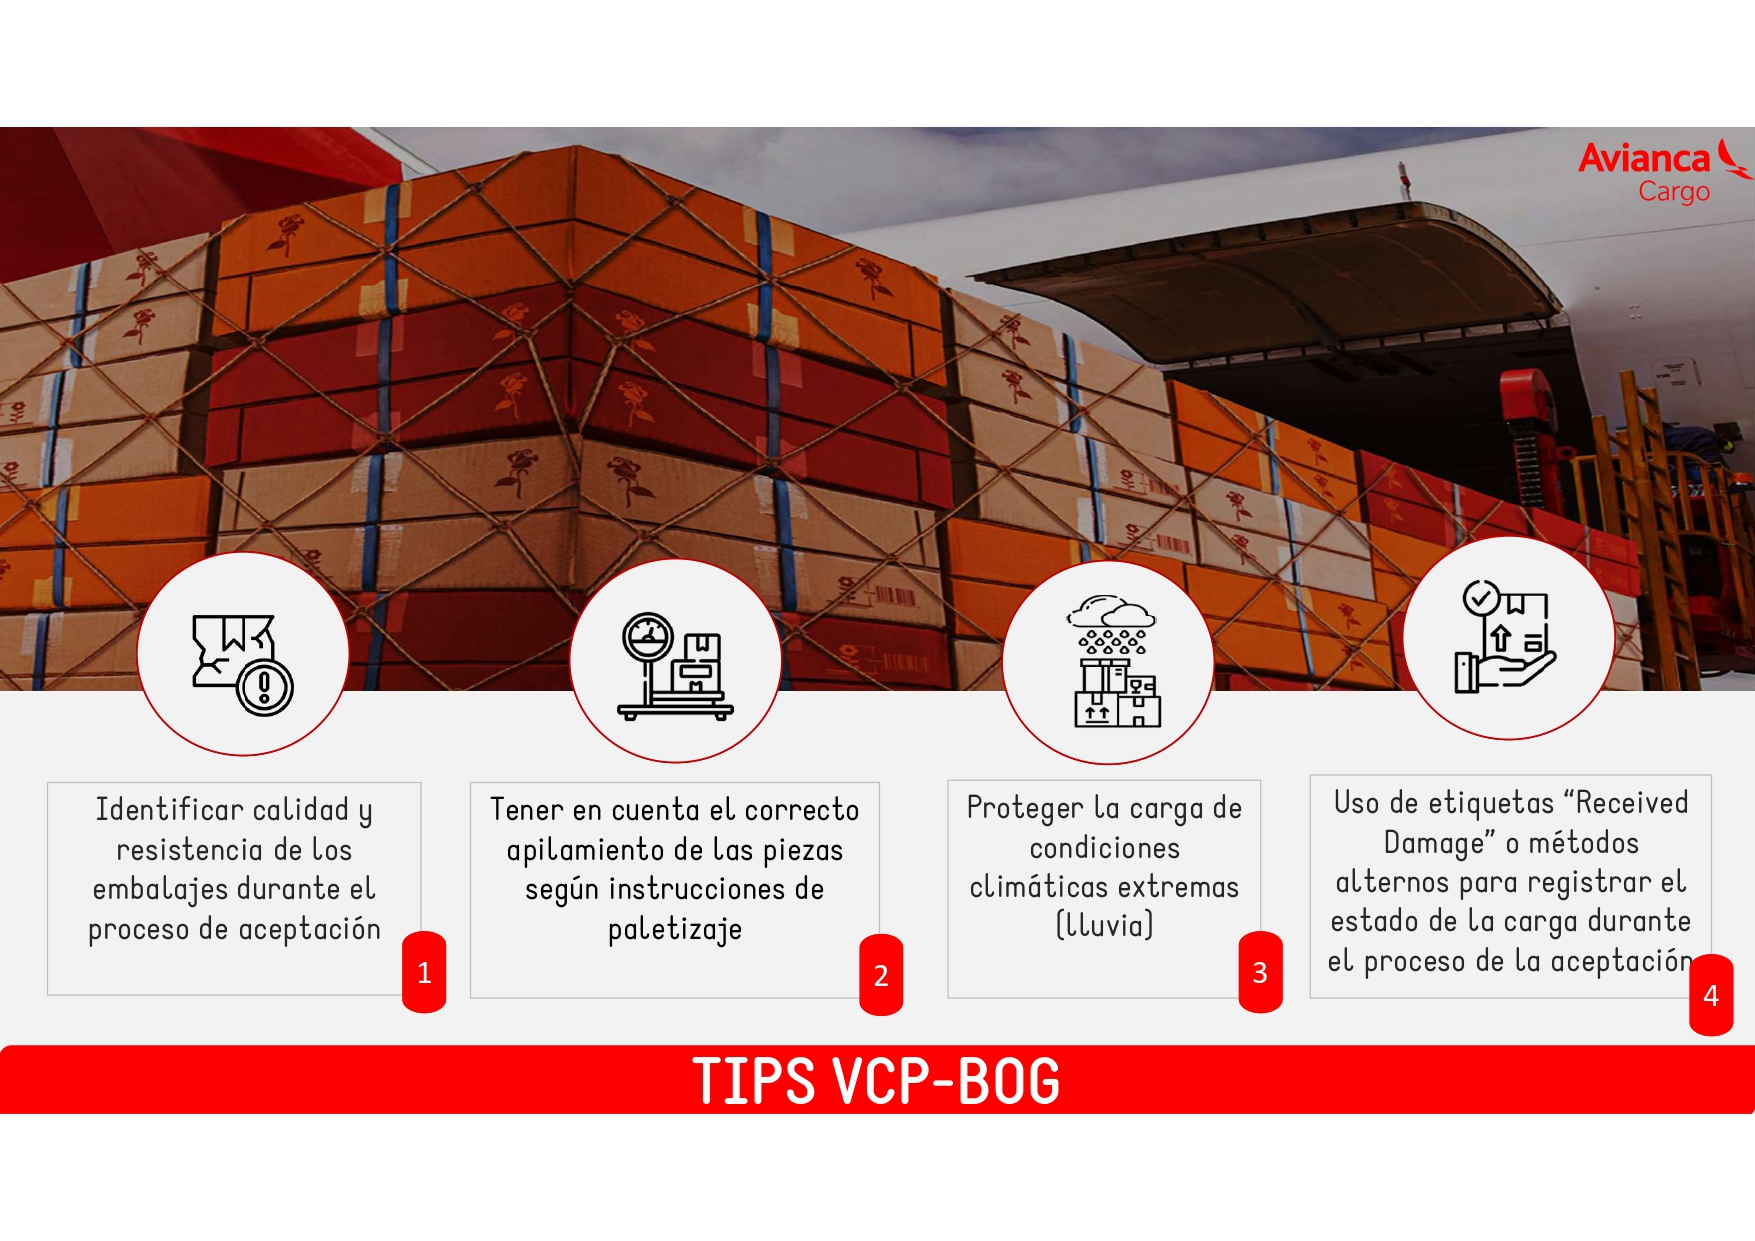 Avianca
Cargo
Identificar calidad y
resistencia de los
embalajes durante el
proceso de aceptación
1
Tener en cuenta el correcto
apilamiento de las piezas
según instrucciones de
paletizaje
2
Proteger la carga de
condiciones
climáticas extremas
(lluvia)
3
Uso de etiquetas “Received
Damage” o métodos
alternos para registrar el
estado de la carga durante
el proceso de la aceptación
4
TIPS VCP-BOG